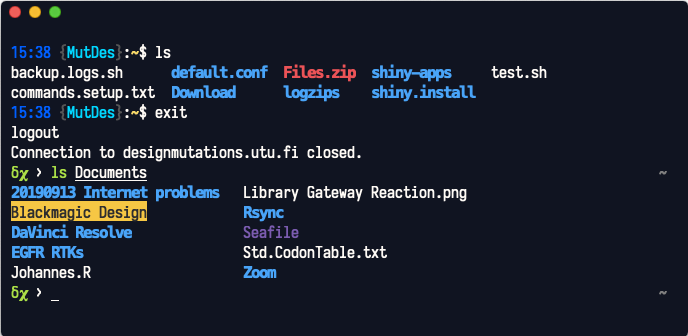 15:38 {MutDes}:~$ ls
backup.logs.sh default.conf Files.zip shiny-apps test.sh
commands.setup.txt Download logzips shiny.install
15:38 {MutDes}:~$ exit
logout
Connection to designmutations.utu.fi closed.
δχ › ls Documents ~
20190913 Internet problems Library Gateway Reaction.png
Blackmagic Design Rsync
DaVinci Resolve Seafile
EGFR RTKs Std.CodonTable.txt
Johannes.R Zoom
δχ › _ ~